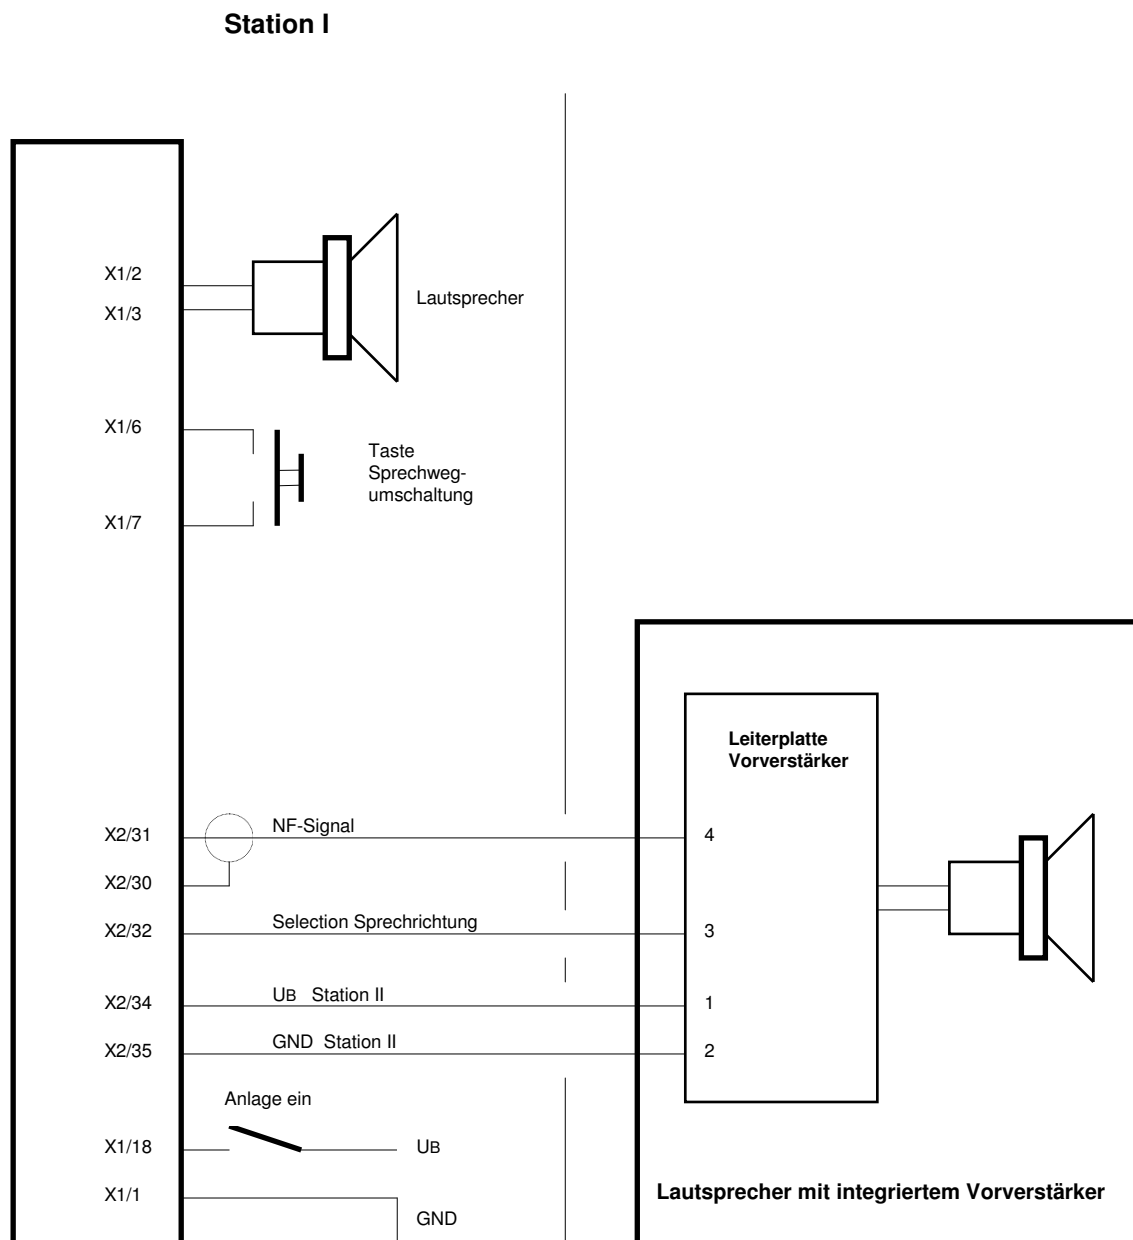 Station I
X1/2
X1/3
Lautsprecher
X1/6
Taste
Sprechweg-
umschaltung
X1/7
Leiterplatte
Vorverstärker
X2/31
NF-Signal
4
X2/30
X2/32
Selection Sprechrichtung
3
X2/34
UB Station II
1
X2/35
GND Station II
2
Anlage ein
X1/18
UB
X1/1
Lautsprecher mit integriertem Vorverstärker
GND